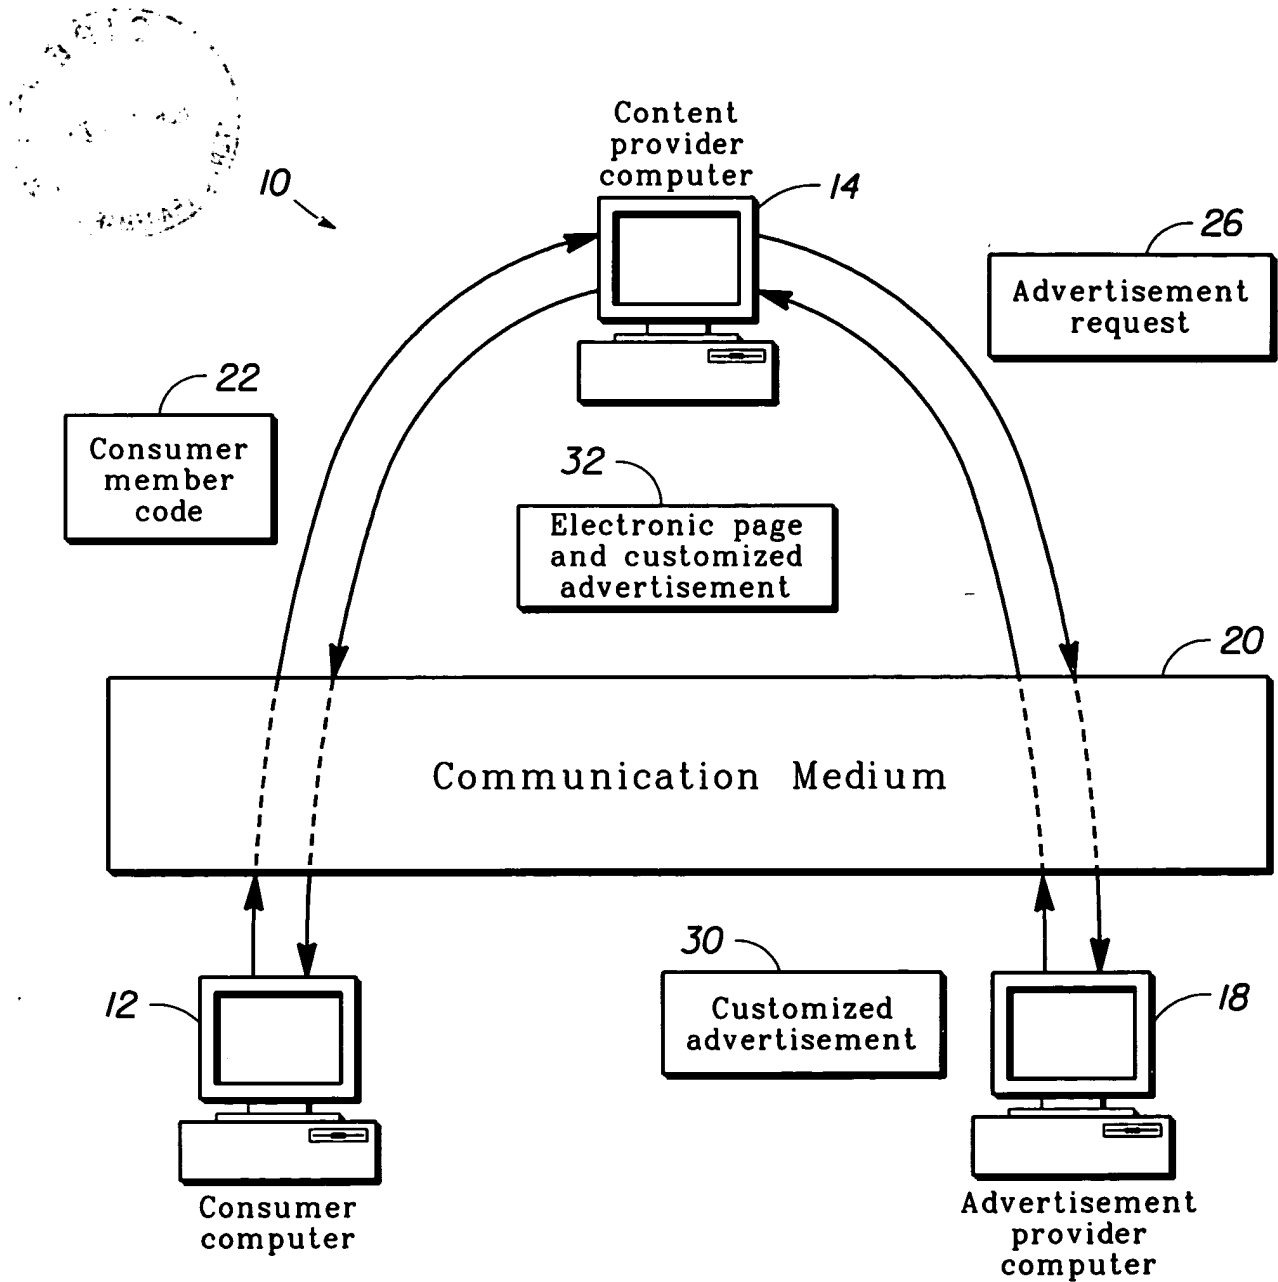 Content
provider
computer
14
10
26
Advertisement
request
22
Consumer
member
code
32
Electronic page
and customized
advertisement
20
Communication Medium
30
Customized
advertisement
12
18
Consumer
computer
Advertisement
provider
computer